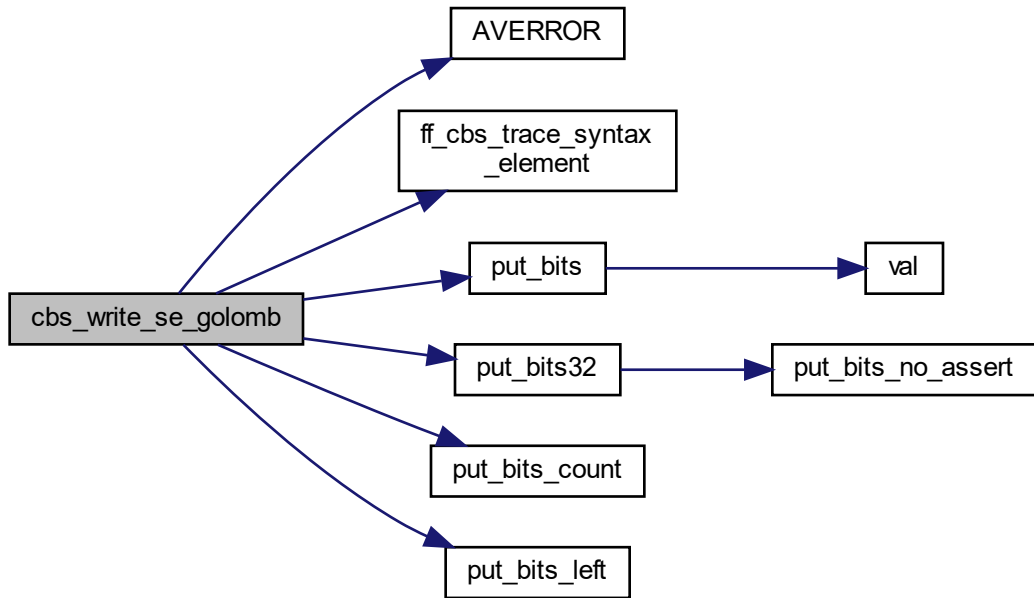 AVERROR
ff_cbs_trace_syntax
_element
put_bits
val
cbs_write_se_golomb
put_bits32
put_bits_no_assert
put_bits_count
put_bits_left